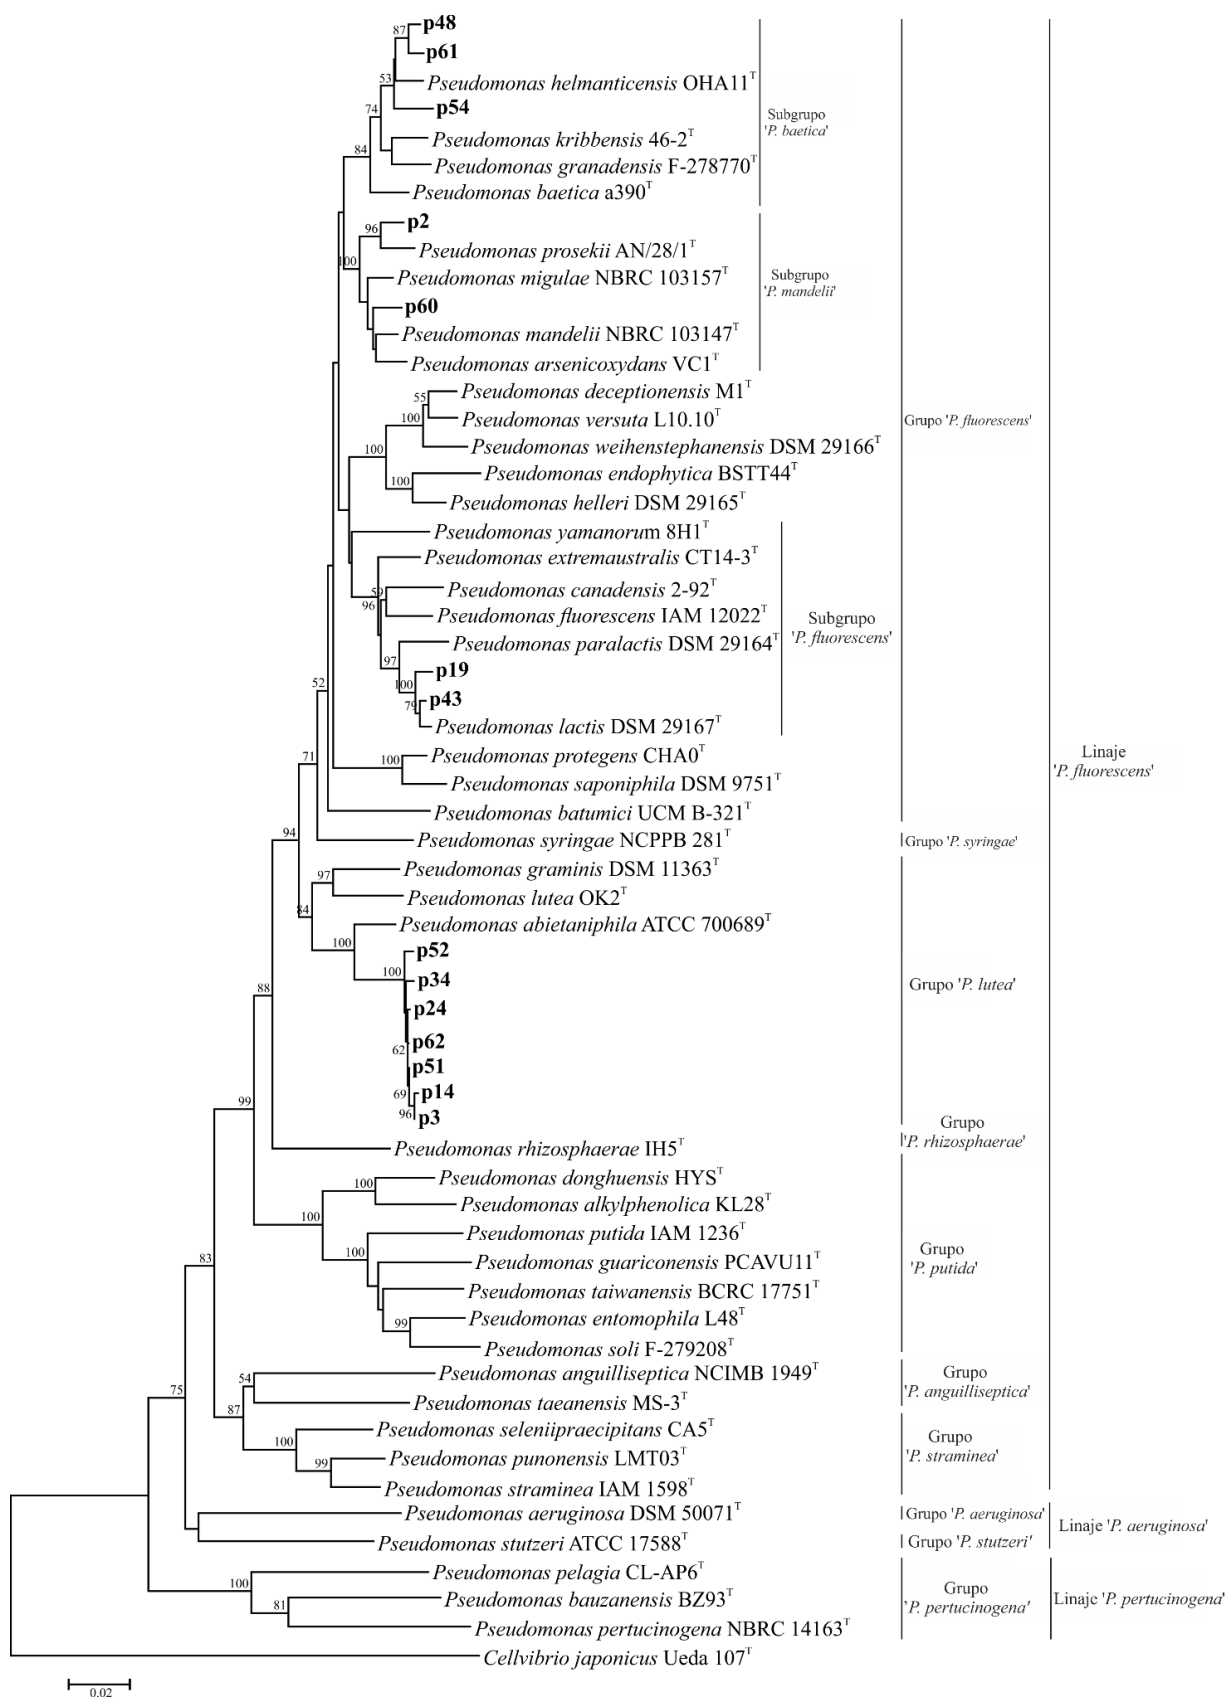 87
p48
p61
53
Pseudomonas helmanticensis OHA11T
p54
74
Subgrupo
'P. baetica'
Pseudomonas kribbensis 46-2T
84
Pseudomonas granadensis F-278770T
Pseudomonas baetica a390T
p2
96
Pseudomonas prosekii AN/28/1T
100
Pseudomonas migulae NBRC 103157T
Subgrupo
'P. mandelii'
p60
Pseudomonas mandelii NBRC 103147T
Pseudomonas arsenicoxydans VC1T
Pseudomonas deceptionensis M1T
55
100
Pseudomonas versuta L10.10T
Grupo 'P. fluorescens'
Pseudomonas weihenstephanensis DSM 29166T
100
Pseudomonas endophytica BSTT44T
100
Pseudomonas helleri DSM 29165T
Pseudomonas yamanorum 8H1T
Pseudomonas extremaustralis CT14-3T
59
Pseudomonas canadensis 2-92T
96
Pseudomonas fluorescens IAM 12022T
Subgrupo
'P. fluorescens'
Pseudomonas paralactis DSM 29164T
97
p19
100
p43
79
Pseudomonas lactis DSM 29167T
52
Pseudomonas protegens CHA0T
100
Pseudomonas saponiphila DSM 9751T
71
Linaje
'P. fluorescens'
Pseudomonas batumici UCM B-321T
94
Pseudomonas syringae NCPPB 281T
Grupo 'P. syringae'
Pseudomonas graminis DSM 11363T
97
Pseudomonas lutea OK2T
84
Pseudomonas abietaniphila ATCC 700689T
100
p52
100
p34
Grupo 'P. lutea'
88
p24
p62
62
p51
69
p14
96
p3
99
Grupo
'P. rhizosphaerae'
Pseudomonas rhizosphaerae IH5T
Pseudomonas donghuensis HYST
100
Pseudomonas alkylphenolica KL28T
100
Pseudomonas putida IAM 1236T
100
Pseudomonas guariconensis PCAVU11T
Grupo
'P. putida'
83
Pseudomonas taiwanensis BCRC 17751T
Pseudomonas entomophila L48T
99
Pseudomonas soli F-279208T
Pseudomonas anguilliseptica NCIMB 1949T
54
Grupo
'P. anguilliseptica'
75
Pseudomonas taeanensis MS-3T
87
Pseudomonas seleniipraecipitans CA5T
100
Grupo
'P. straminea'
Pseudomonas punonensis LMT03T
99
Pseudomonas straminea IAM 1598T
Pseudomonas aeruginosa DSM 50071T
Grupo 'P. aeruginosa'
Linaje 'P. aeruginosa'
Pseudomonas stutzeri ATCC 17588T
Grupo 'P. stutzeri'
Pseudomonas pelagia CL-AP6T
100
Grupo
'P. pertucinogena'
Linaje 'P. pertucinogena'
Pseudomonas bauzanensis BZ93T
81
Pseudomonas pertucinogena NBRC 14163T
Cellvibrio japonicus Ueda 107T
0.02